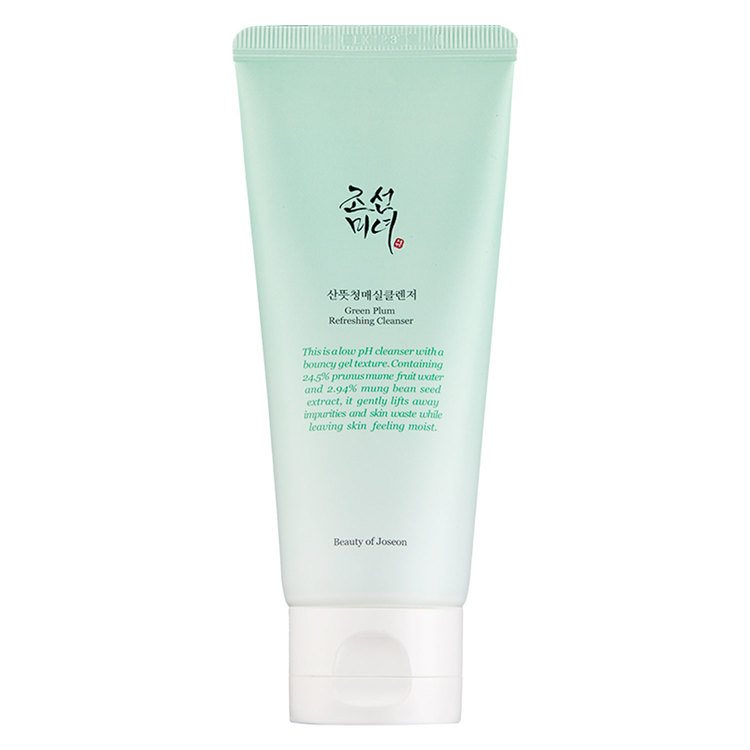 조선
미녀
산뜻청매실클렌저
Green Plum
Refreshing Cleanser
This is a low pH cleanser with a
bouncy gel texture. Containing
24.5% prunus mume fruit water
and 2.94% mung bean seed
extract, it gently lifts away
impurities and skin waste while
leaving skin feeling moist.
Beauty of Joseon